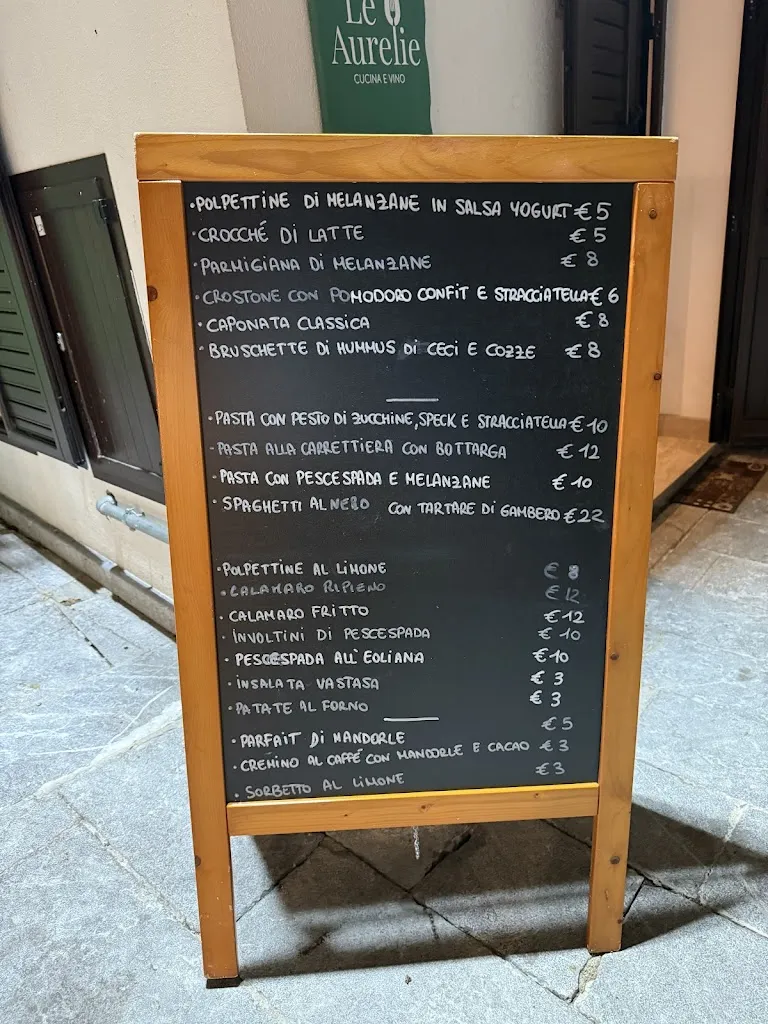 Le Aurelie
CUCINA E VINO
• POLPETTINE DI MELANZANE IN SALSA YOGURT € 5
• CROCCHÉ DI LATTE € 5
• PARMIGIANA DI MELANZANE € 8
• CROSTONE CON POMODORO CONFIT E STRACCIATELLA € 6
• CAPONATA CLASSICA € 8
• BRUSCHETTE DI HUMMUS DI CECI E COZZE € 8
• PASTA CON PESTO DI ZUCCHINE, SPECK E STRACCIATELLA € 10
• PASTA ALLA CARRETTIERA CON BOTTARGA € 12
• PASTA CON PESCESPADA E MELANZANE € 10
• SPAGHETTI AL NERO CON TARTARE DI GAMBERO € 22
• POLPETTINE AL LIMONE € 8
• CALAMARO RIPIENO € 12
• CALAMARO FRITTO € 12
• INVOLTINI DI PESCESPADA € 10
• PESCESPADA ALL'EOLIANA € 10
• INSALATA VASTASA € 3
• PATATE AL FORNO € 3
• PARFAIT DI MANDORLE € 5
• CREMINO AL CAFFÈ CON MANDORLE E CACAO € 3
• SORBETTO AL LIMONE € 3